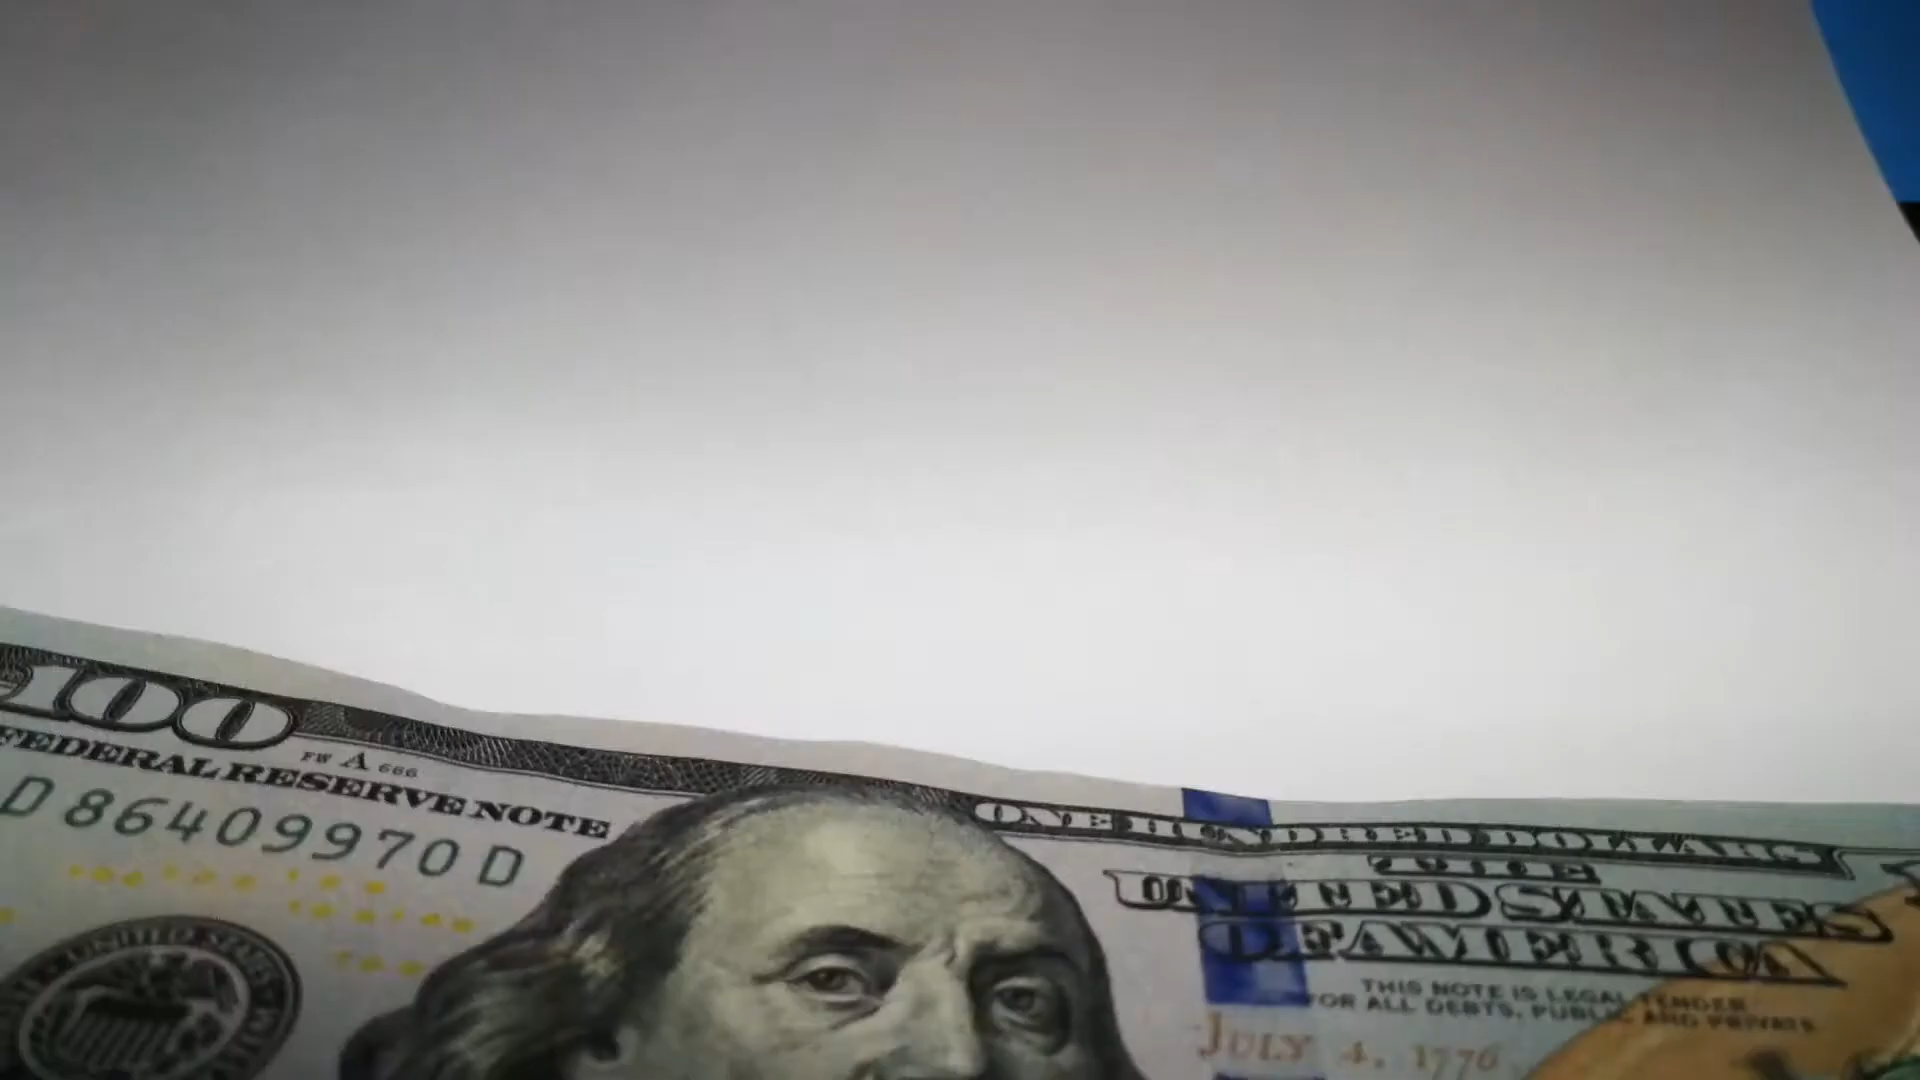 100
FW A 666
FEDERAL RESERVE NOTE
D 86409970 D
ONE HUNDRED DOLLARS
THE
UNITED STATES
OF AMERICA
THIS NOTE IS LEGAL TENDER
FOR ALL DEBTS, PUBLIC AND PRIVATE
JULY 4, 1776